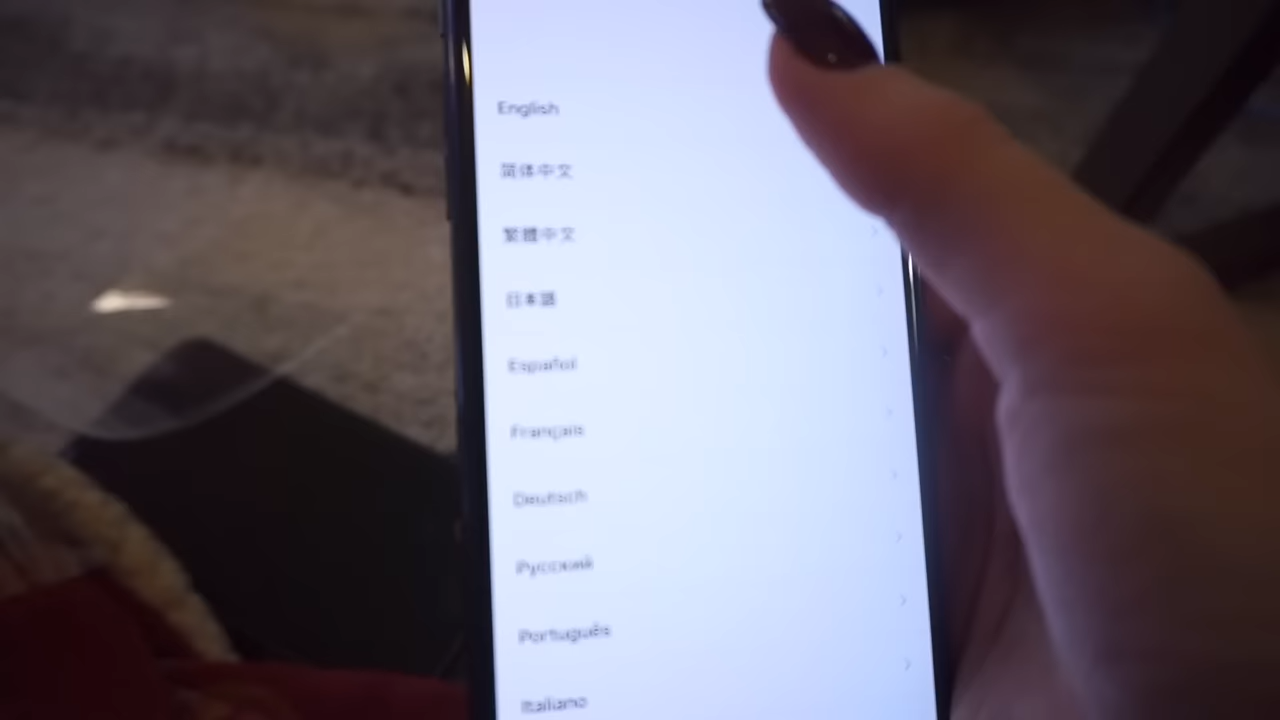 English
简体中文
繁體中文
日本語
Español
Français
Deutsch
Русский
Português
Italiano